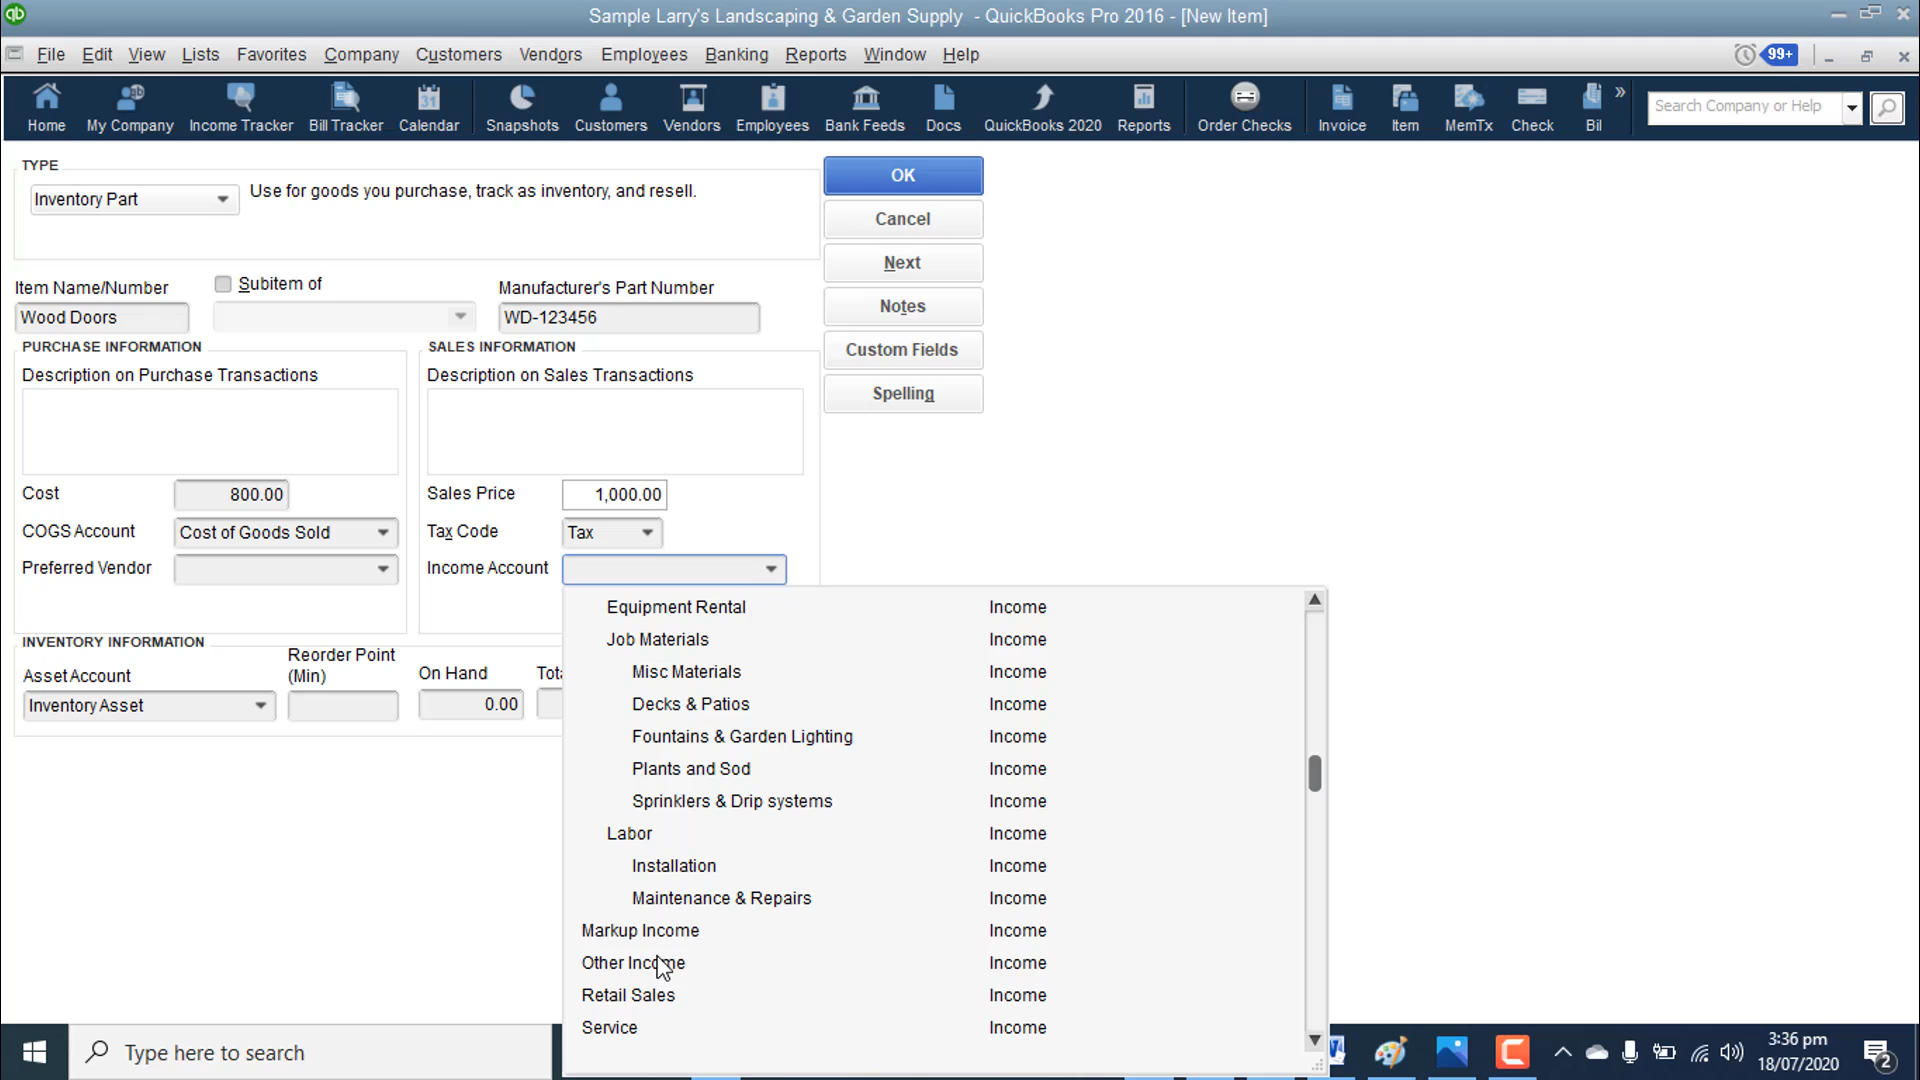 qb
Sample Larry's Landscaping & Garden Supply - QuickBooks Pro 2016 - [New Item]
File Edit View Lists Favorites Company Customers Vendors Employees Banking Reports Window Help 99+
Home My Company Income Tracker Bill Tracker Calendar Snapshots Customers Vendors Employees Bank Feeds Docs QuickBooks 2020 Reports Order Checks Invoice Item MemTx Check Bil » Search Company or Help
TYPE
Inventory Part Use for goods you purchase, track as inventory, and resell.
OK
Cancel
Next
Notes
Custom Fields
Spelling
Item Name/Number Subitem of Manufacturer's Part Number
Wood Doors WD-123456
PURCHASE INFORMATION SALES INFORMATION
Description on Purchase Transactions Description on Sales Transactions
Cost 800.00 Sales Price 1,000.00
COGS Account Cost of Goods Sold Tax Code Tax
Preferred Vendor Income Account
INVENTORY INFORMATION
Asset Account Reorder Point (Min) On Hand Tota
Inventory Asset 0.00
Equipment Rental Income
Job Materials Income
Misc Materials Income
Decks & Patios Income
Fountains & Garden Lighting Income
Plants and Sod Income
Sprinklers & Drip systems Income
Labor Income
Installation Income
Maintenance & Repairs Income
Markup Income Income
Other Income Income
Retail Sales Income
Service Income
Type here to search
3:36 pm
18/07/2020
2